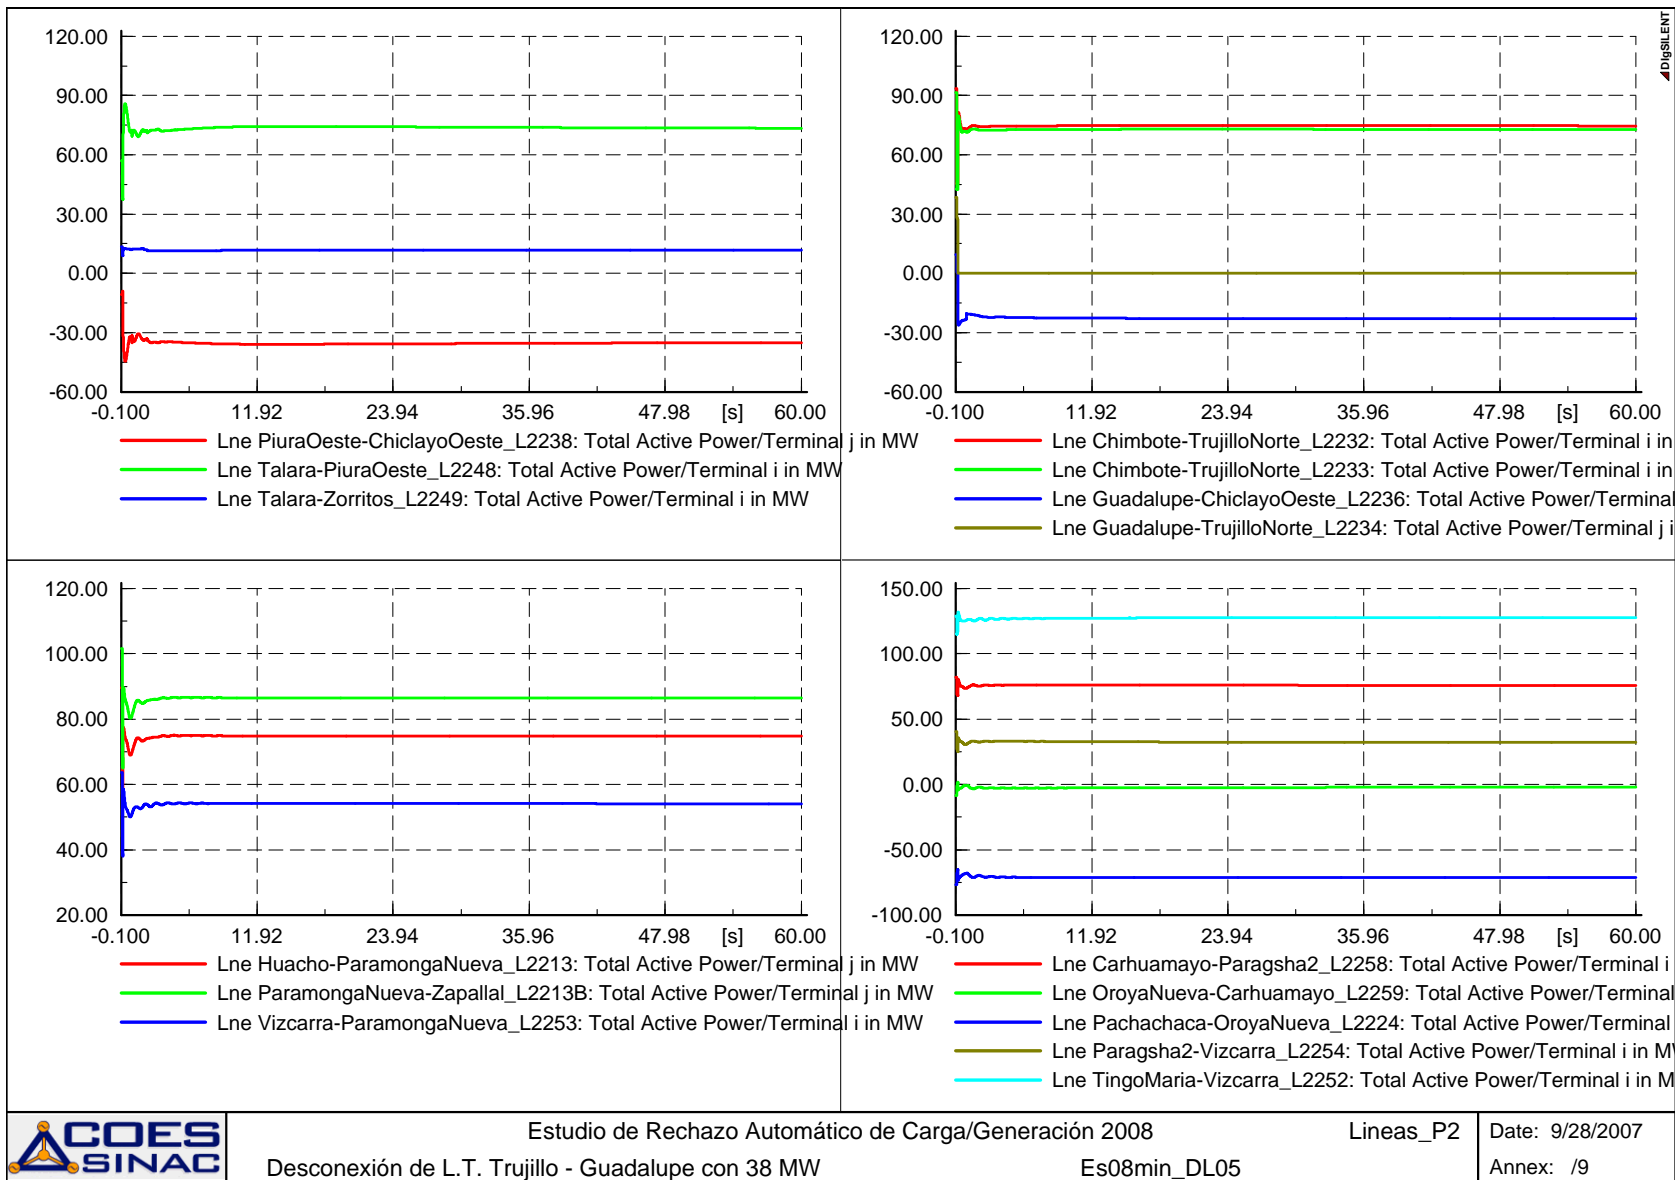 120.00
90.00
60.00
30.00
0.00
-30.00
-60.00
-0.100 11.92 23.94 35.96 47.98 [s] 60.00
Lne PiuraOeste-ChiclayoOeste_L2238: Total Active Power/Terminal j in MW
Lne Talara-PiuraOeste_L2248: Total Active Power/Terminal i in MW
Lne Talara-Zorritos_L2249: Total Active Power/Terminal i in MW
DIgSILENT
120.00
90.00
60.00
30.00
0.00
-30.00
-60.00
-0.100 11.92 23.94 35.96 47.98 [s] 60.00
Lne Chimbote-TrujilloNorte_L2232: Total Active Power/Terminal i in
Lne Chimbote-TrujilloNorte_L2233: Total Active Power/Terminal i in
Lne Guadalupe-ChiclayoOeste_L2236: Total Active Power/Terminal
Lne Guadalupe-TrujilloNorte_L2234: Total Active Power/Terminal j i
120.00
100.00
80.00
60.00
40.00
20.00
-0.100 11.92 23.94 35.96 47.98 [s] 60.00
Lne Huacho-ParamongaNueva_L2213: Total Active Power/Terminal j in MW
Lne ParamongaNueva-Zapallal_L2213B: Total Active Power/Terminal j in MW
Lne Vizcarra-ParamongaNueva_L2253: Total Active Power/Terminal i in MW
150.00
100.00
50.00
0.00
-50.00
-100.00
-0.100 11.92 23.94 35.96 47.98 [s] 60.00
Lne Carhuamayo-Paragsha2_L2258: Total Active Power/Terminal i
Lne OroyaNueva-Carhuamayo_L2259: Total Active Power/Terminal
Lne Pachachaca-OroyaNueva_L2224: Total Active Power/Terminal
Lne Paragsha2-Vizcarra_L2254: Total Active Power/Terminal i in M
Lne TingoMaria-Vizcarra_L2252: Total Active Power/Terminal i in M
COES
SINAC
Estudio de Rechazo Automático de Carga/Generación 2008 Lineas_P2
Desconexión de L.T. Trujillo - Guadalupe con 38 MW Es08min_DL05
Date: 9/28/2007
Annex: /9